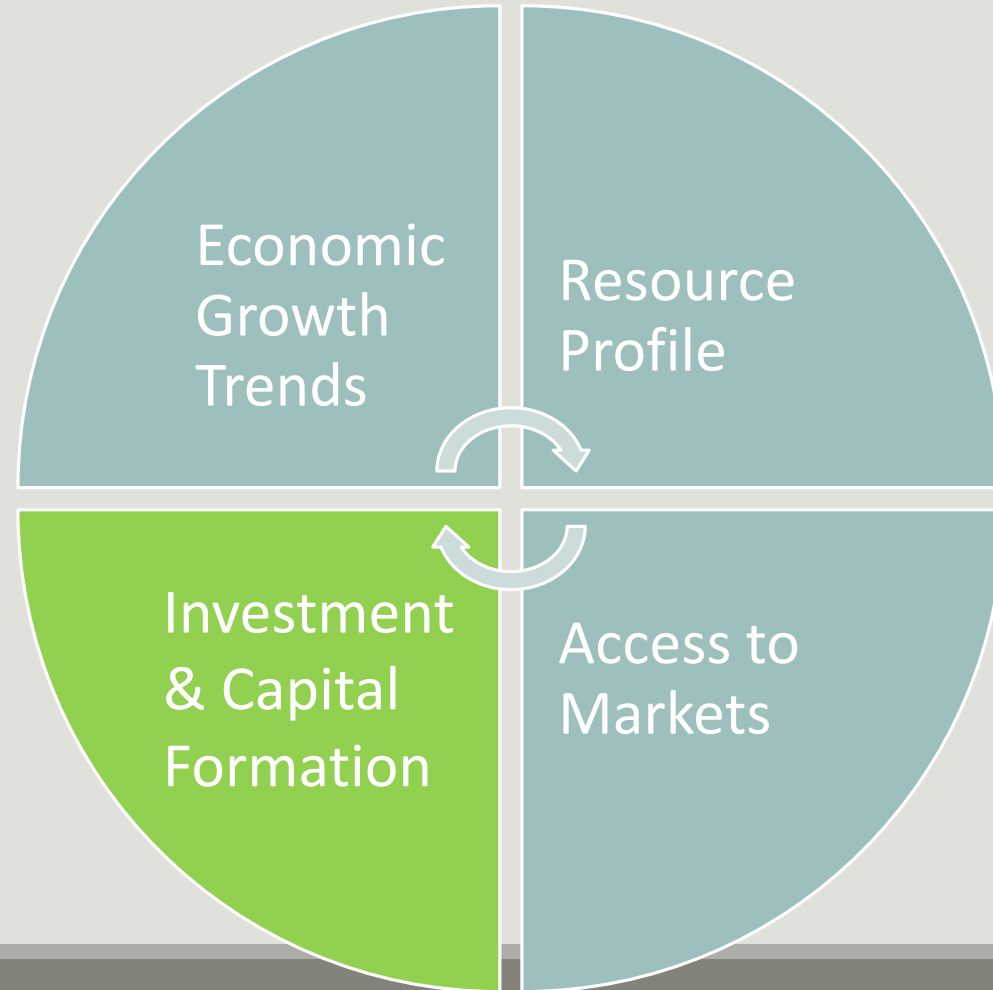 Economic
Growth
Trends
Resource
Profile
Investment
& Capital
Formation
Access to
Markets